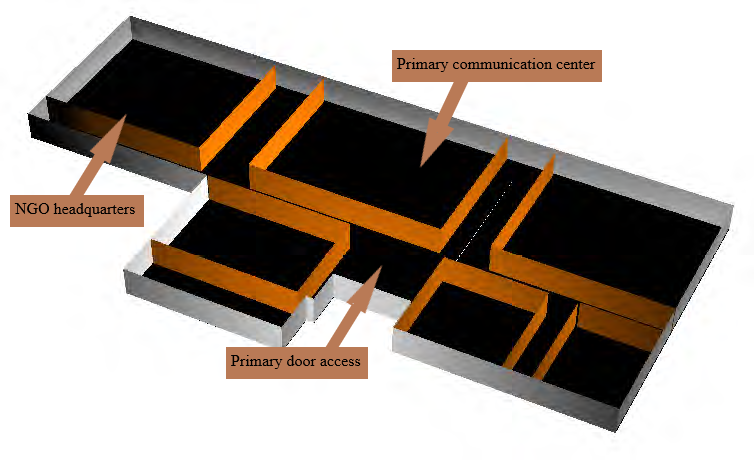 Primary communication center
NGO headquarters
Primary door access